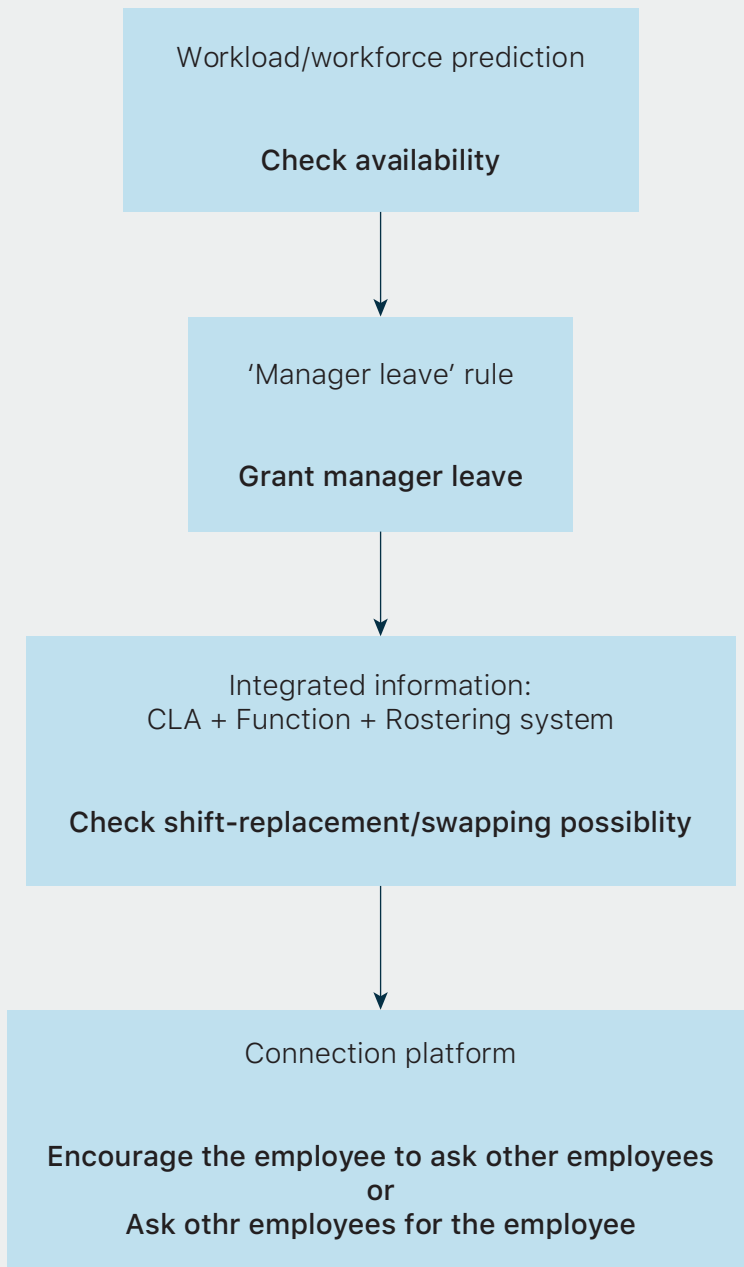 Workload/workforce prediction
Check availability
‘Manager leave’ rule
Grant manager leave
Integrated information:
CLA + Function + Rostering system
Check shift-replacement/swapping possiblity
Connection platform
Encourage the employee to ask other employees
or
Ask othr employees for the employee